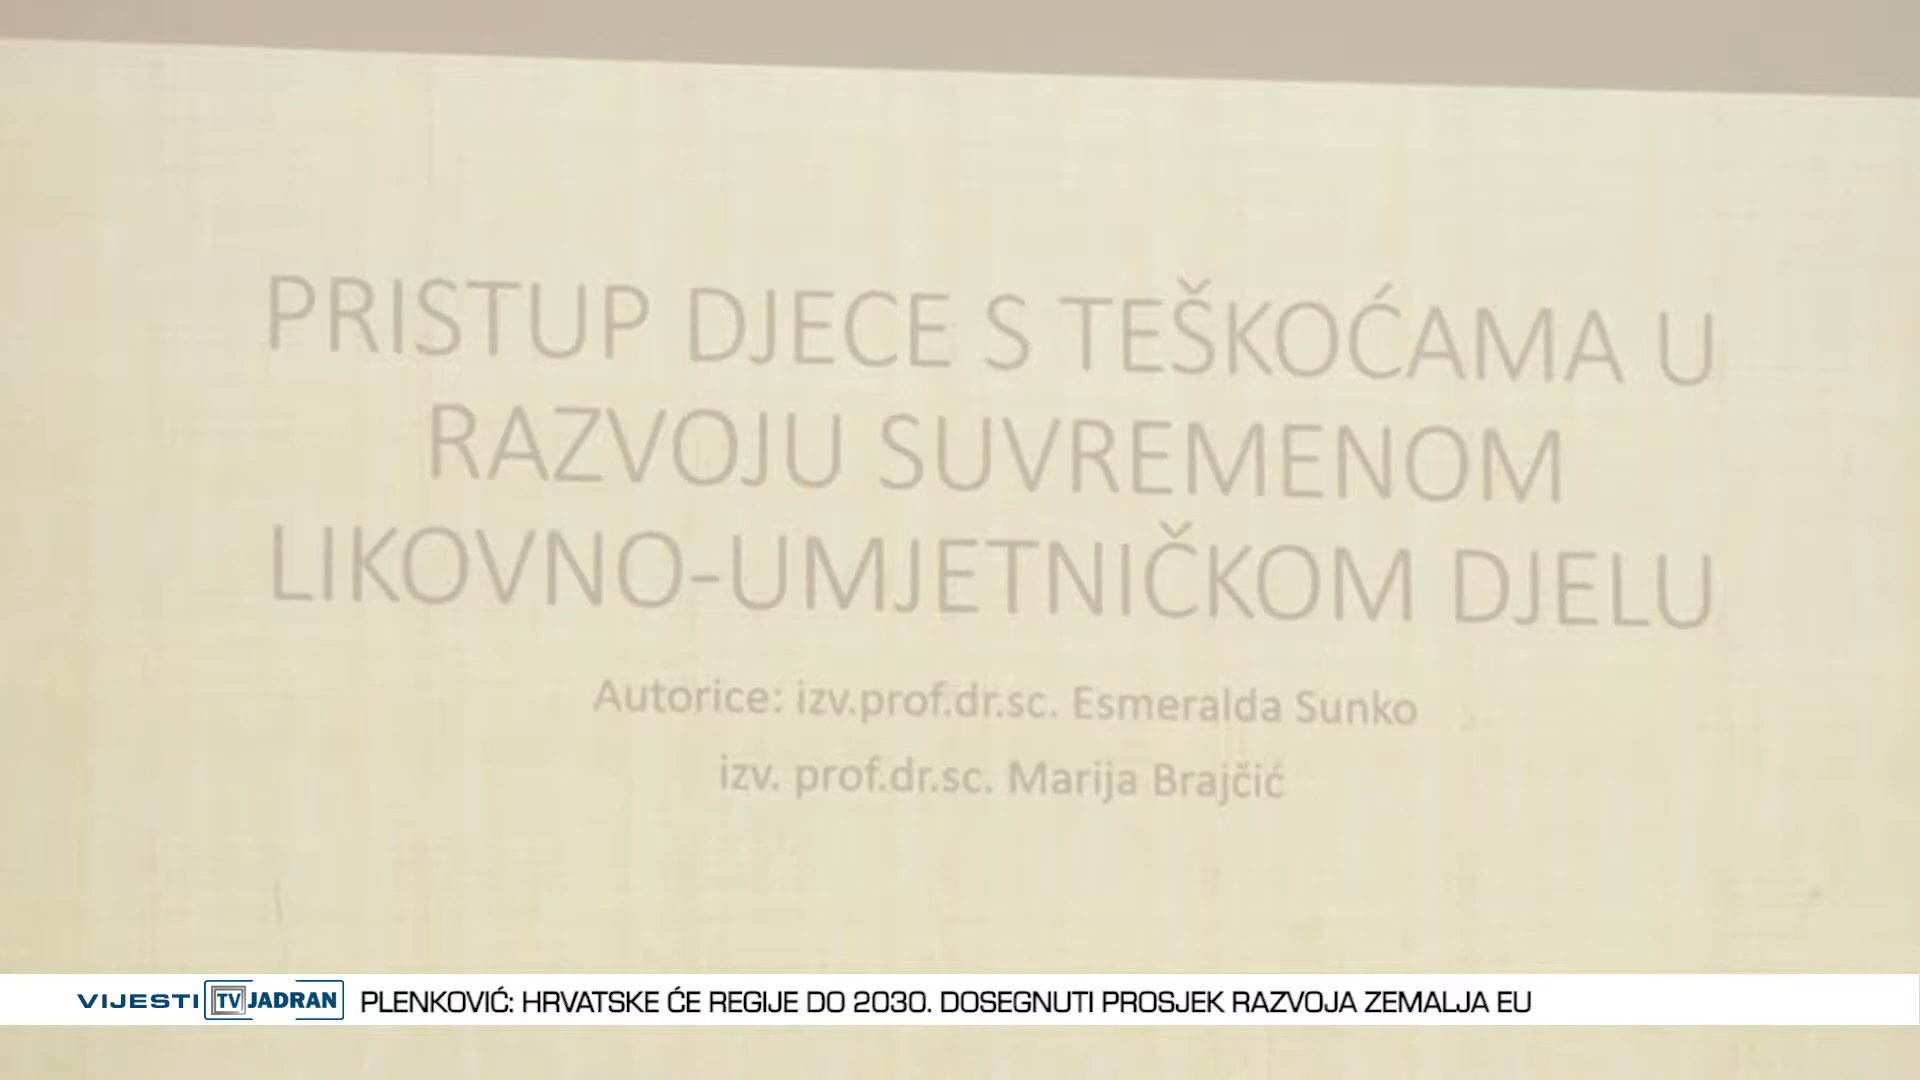 PRISTUP DJECE S TEŠKOĆAMA U
RAZVOJU SUVREMENOM
LIKOVNO-UMJETNIČKOM DJELU
Autorice: izv.prof.dr.sc. Esmeralda Sunko
izv. prof.dr.sc. Marija Brajčić
VIJESTI TV JADRAN PLENKOVIĆ: HRVATSKE ĆE REGIJE DO 2030. DOSEGNUTI PROSJEK RAZVOJA ZEMALJA EU